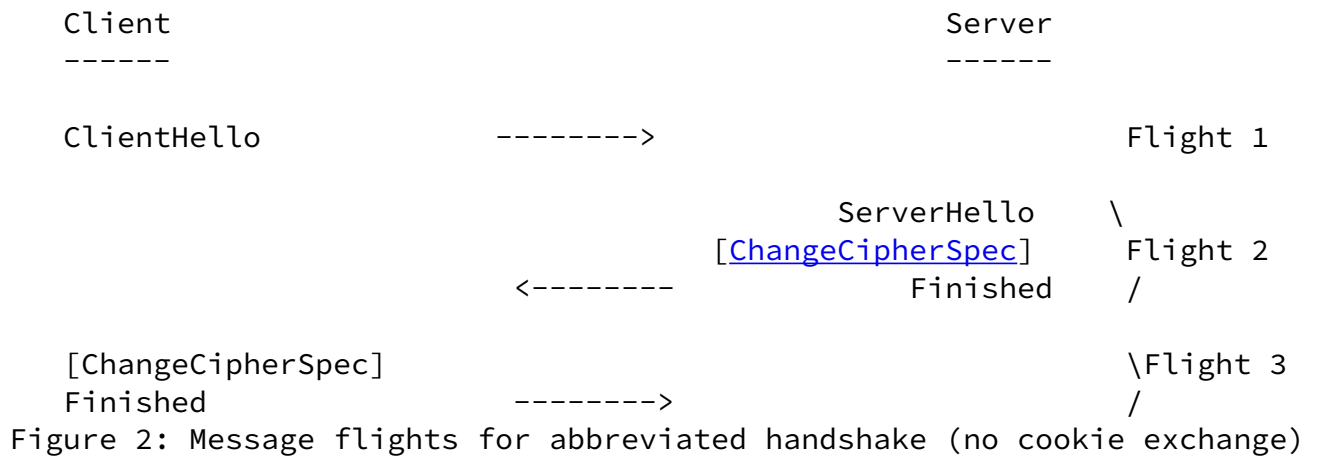 Client                                          Server
------                                          ------
ClientHello             -------->                         Flight 1
ServerHello    \
[ChangeCipherSpec]     Flight 2
<--------             Finished    /
[ChangeCipherSpec]                                        \Flight 3
Finished                 -------->                        /
Figure 2: Message flights for abbreviated handshake (no cookie exchange)